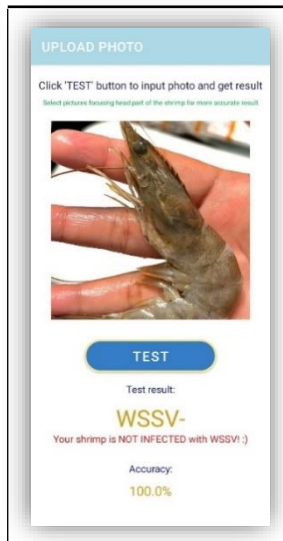 UPLOAD PHOTO
Click 'TEST' button to input photo and get result
Select pictures focusing head part of the shrimp for more accurate result
TEST
Test result:
WSSV-
Your shrimp is NOT INFECTED with WSSV! :)
Accuracy:
100.0%